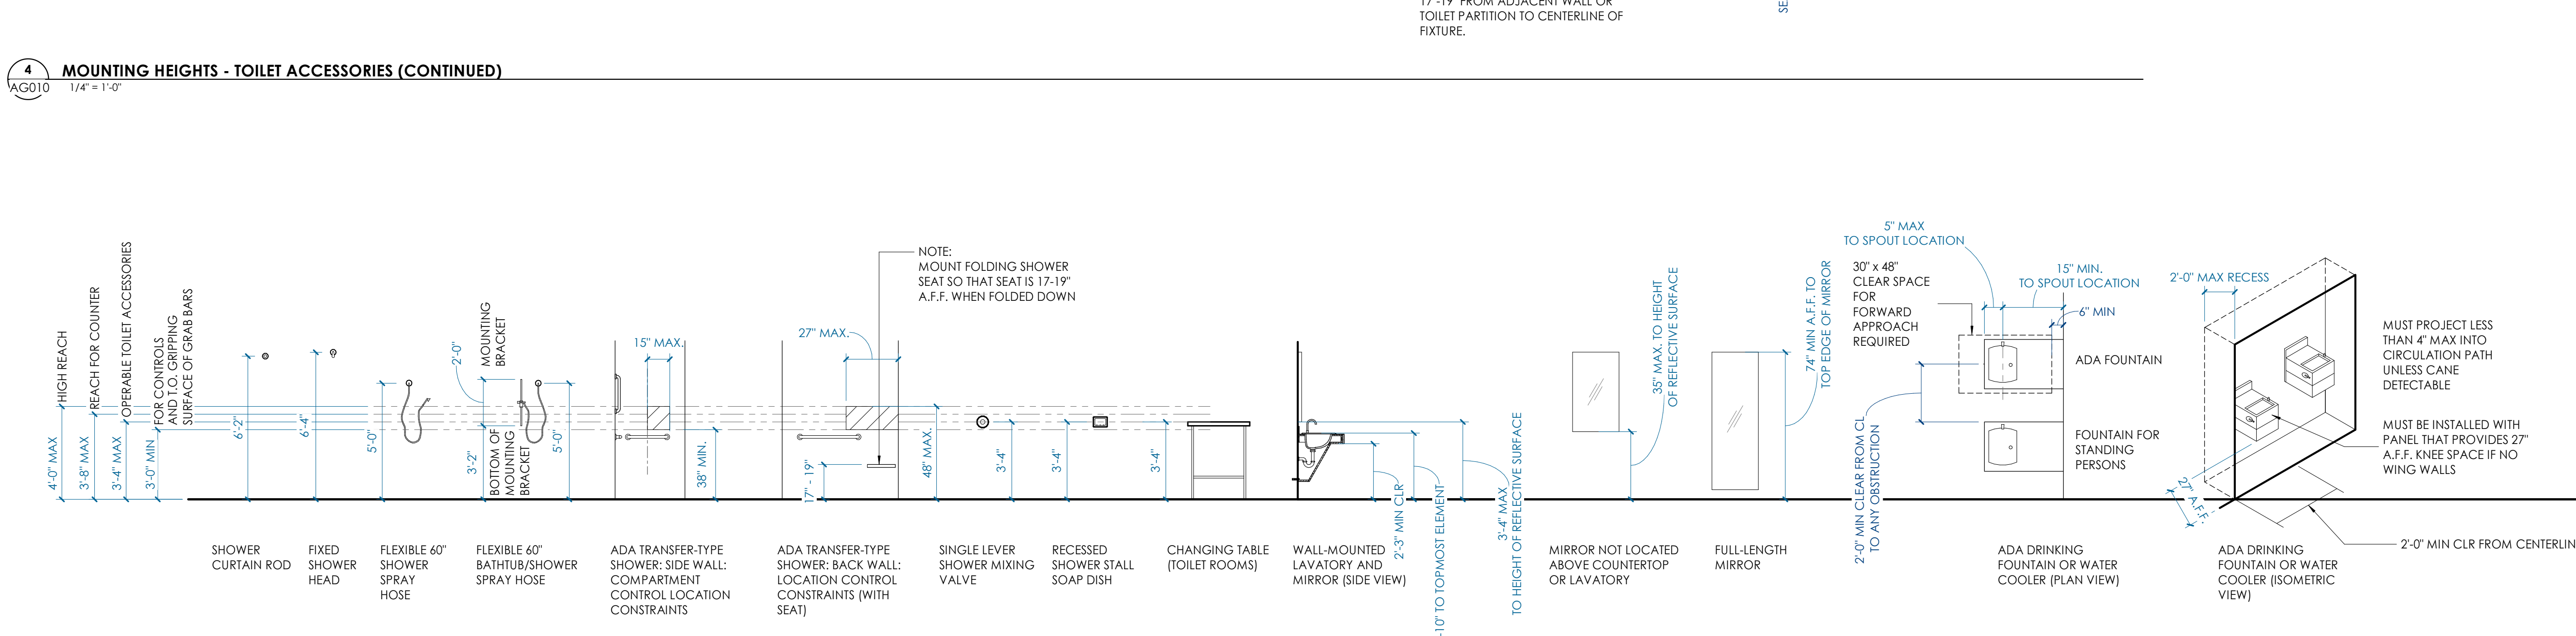 17"-19" FROM ADJACENT WALL OR
TOILET PARTITION TO CENTERLINE OF
FIXTURE.
SE
4
AG010
MOUNTING HEIGHTS - TOILET ACCESSORIES (CONTINUED)
1/4" = 1'-0"
HIGH REACH
4'-0" MAX
REACH FOR COUNTER
3'-8" MAX
OPERABLE TOILET ACCESSORIES
3'-4" MAX
FOR CONTROLS
AND T.O. GRIPPING
SURFACE OF GRAB BARS
3'-0" MIN
6'-2"
SHOWER
CURTAIN ROD
6'-4"
FIXED
SHOWER
HEAD
5'-0"
FLEXIBLE 60"
SHOWER
SPRAY
HOSE
2'-0"
MOUNTING
BRACKET
3'-2"
BOTTOM OF
MOUNTING
BRACKET
5'-0"
FLEXIBLE 60"
BATHTUB/SHOWER
SPRAY HOSE
15" MAX.
38" MIN.
ADA TRANSFER-TYPE
SHOWER: SIDE WALL:
COMPARTMENT
CONTROL LOCATION
CONSTRAINTS
NOTE:
MOUNT FOLDING SHOWER
SEAT SO THAT SEAT IS 17-19"
A.F.F. WHEN FOLDED DOWN
27" MAX.
17" - 19"
48" MAX.
ADA TRANSFER-TYPE
SHOWER: BACK WALL:
LOCATION CONTROL
CONSTRAINTS (WITH
SEAT)
3'-4"
SINGLE LEVER
SHOWER MIXING
VALVE
3'-4"
RECESSED
SHOWER STALL
SOAP DISH
3'-4"
CHANGING TABLE
(TOILET ROOMS)
WALL-MOUNTED
LAVATORY AND
MIRROR (SIDE VIEW)
2'-3" MIN CLR
-10" TO TOPMOST ELEMENT
3'-4" MAX
TO HEIGHT OF REFLECTIVE SURFACE
35" MAX. TO HEIGHT
OF REFLECTIVE SURFACE
MIRROR NOT LOCATED
ABOVE COUNTERTOP
OR LAVATORY
74" MIN A.F.F. TO
TOP EDGE OF MIRROR
FULL-LENGTH
MIRROR
5" MAX
TO SPOUT LOCATION
30" x 48"
CLEAR SPACE
FOR
FORWARD
APPROACH
REQUIRED
15" MIN.
TO SPOUT LOCATION
6" MIN
ADA FOUNTAIN
FOUNTAIN FOR
STANDING
PERSONS
2'-0" MIN CLEAR FROM CL
TO ANY OBSTRUCTION
ADA DRINKING
FOUNTAIN OR WATER
COOLER (PLAN VIEW)
2'-0" MAX RECESS
MUST PROJECT LESS
THAN 4" MAX INTO
CIRCULATION PATH
UNLESS CANE
DETECTABLE
MUST BE INSTALLED WITH
PANEL THAT PROVIDES 27"
A.F.F. KNEE SPACE IF NO
WING WALLS
27" A.F.F.
2'-0" MIN CLR FROM CENTERLIN
ADA DRINKING
FOUNTAIN OR WATER
COOLER (ISOMETRIC
VIEW)